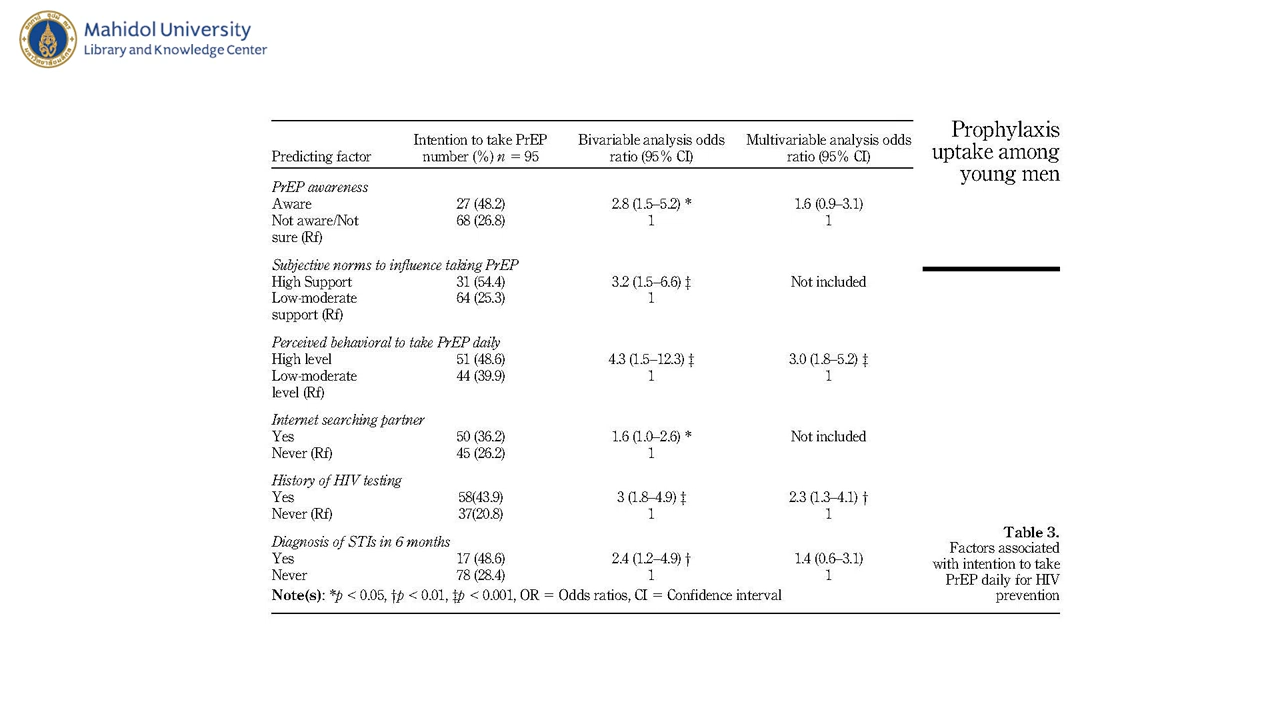 Mahidol University
Library and Knowledge Center
Prophylaxis
uptake among
young men
Predicting factor Intention to take PrEP number (%) n = 95 Bivariable analysis odds ratio (95% CI) Multivariable analysis odds ratio (95% CI)
PrEP awareness
Aware 27 (48.2) 2.8 (1.5–5.2) * 1.6 (0.9–3.1)
Not aware/Not 68 (26.8) 1 1
sure (Rf)
Subjective norms to influence taking PrEP
High Support 31 (54.4) 3.2 (1.5–6.6) ‡ Not included
Low-moderate 64 (25.3) 1
support (Rf)
Perceived behavioral to take PrEP daily
High level 51 (48.6) 4.3 (1.5–12.3) ‡ 3.0 (1.8–5.2) ‡
Low-moderate 44 (39.9) 1 1
level (Rf)
Internet searching partner
Yes 50 (36.2) 1.6 (1.0–2.6) * Not included
Never (Rf) 45 (26.2) 1
History of HIV testing
Yes 58(43.9) 3 (1.8–4.9) ‡ 2.3 (1.3–4.1) †
Never (Rf) 37(20.8) 1 1
Diagnosis of STIs in 6 months
Yes 17 (48.6) 2.4 (1.2–4.9) † 1.4 (0.6–3.1)
Never 78 (28.4) 1 1
Note(s): *p < 0.05, †p < 0.01, ‡p < 0.001, OR = Odds ratios, CI = Confidence interval
Table 3.
Factors associated
with intention to take
PrEP daily for HIV
prevention